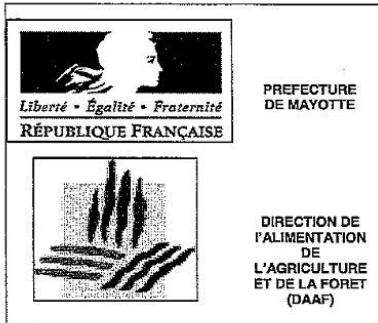 Liberté • Égalité • Fraternité
RÉPUBLIQUE FRANÇAISE
PREFECTURE
DE MAYOTTE
DIRECTION DE
l'ALIMENTATION
DE
L'AGRICULTURE
ET DE LA FORET
(DAAF)